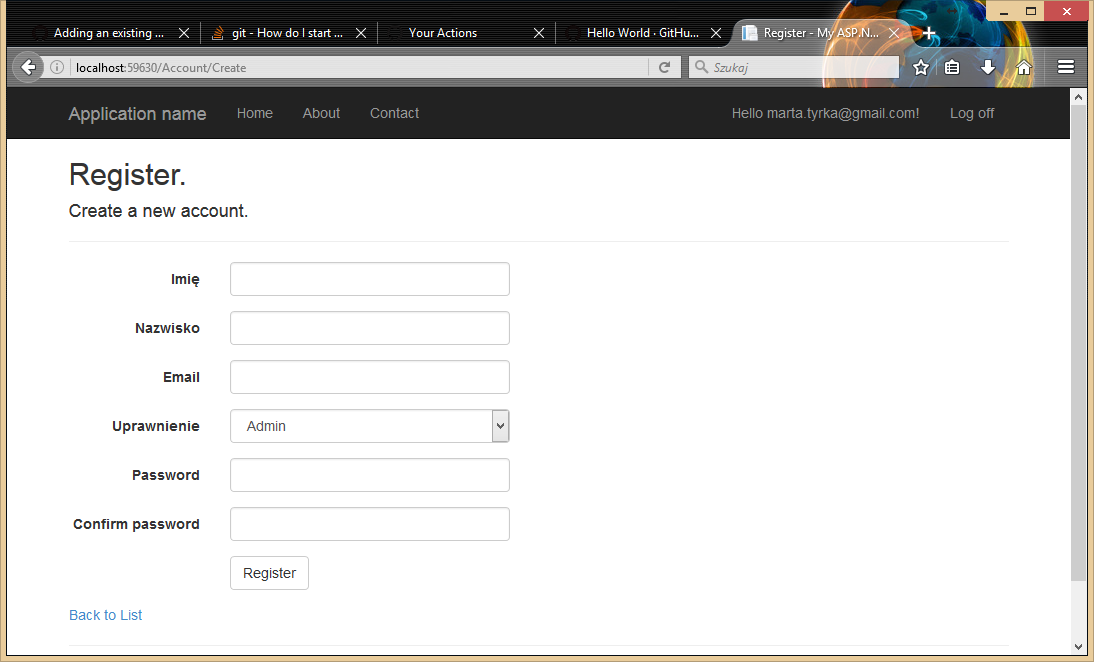 Adding an existing ... git - How do I start ... Your Actions Hello World · GitHu... Register - My ASP.N...
localhost:59630/Account/Create Szukaj
Application name Home About Contact Hello marta.tyrka@gmail.com! Log off
Register.
Create a new account.
Imię
Nazwisko
Email
Uprawnienie Admin
Password
Confirm password
Register
Back to List